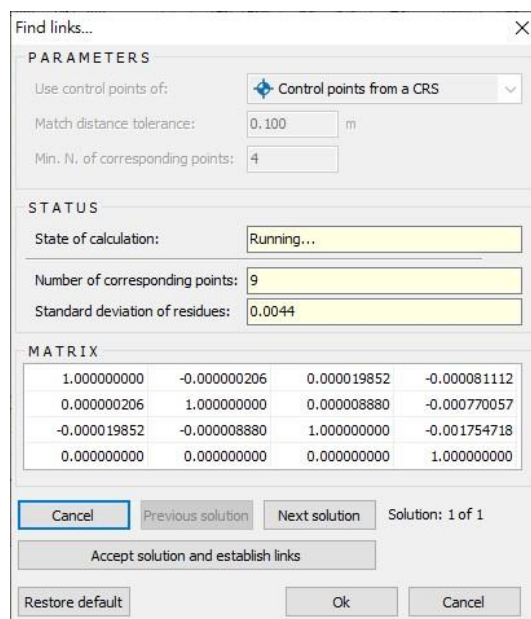 Find links...
PARAMETERS
Use control points of: Control points from a CRS
Match distance tolerance: 0.100 m
Min. N. of corresponding points: 4
STATUS
State of calculation: Running...
Number of corresponding points: 9
Standard deviation of residues: 0.0044
MATRIX
1.000000000 -0.000000206 0.000019852 -0.000081112
0.000000206 1.000000000 0.000008880 -0.000770057
-0.000019852 -0.000008880 1.000000000 -0.001754718
0.000000000 0.000000000 0.000000000 1.000000000
Cancel Previous solution Next solution Solution: 1 of 1
Accept solution and establish links
Restore default Ok Cancel